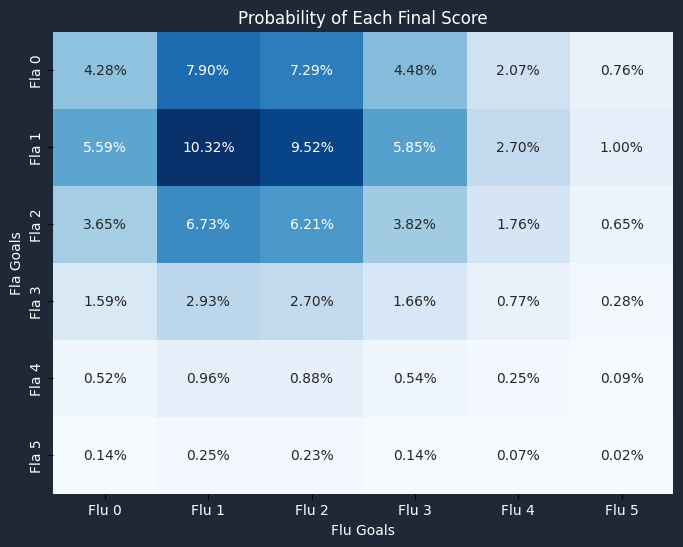 Probability of Each Final Score
Fla Goals
Fla 0 4.28% 7.90% 7.29% 4.48% 2.07% 0.76%
Fla 1 5.59% 10.32% 9.52% 5.85% 2.70% 1.00%
Fla 2 3.65% 6.73% 6.21% 3.82% 1.76% 0.65%
Fla 3 1.59% 2.93% 2.70% 1.66% 0.77% 0.28%
Fla 4 0.52% 0.96% 0.88% 0.54% 0.25% 0.09%
Fla 5 0.14% 0.25% 0.23% 0.14% 0.07% 0.02%
Flu 0 Flu 1 Flu 2 Flu 3 Flu 4 Flu 5
Flu Goals